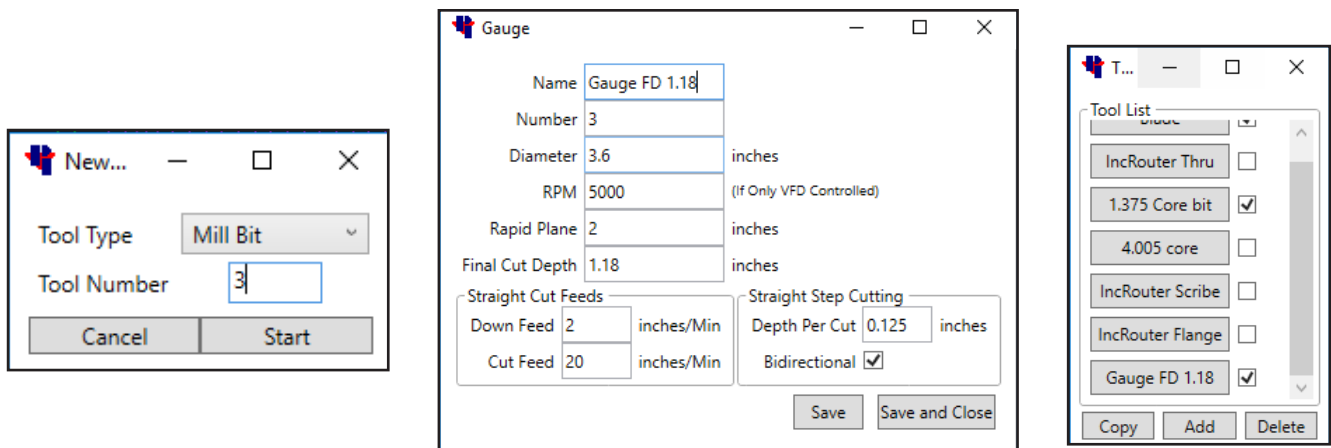 New...
Tool Type Mill Bit
Tool Number 3
Cancel Start
Gauge
Name Gauge FD 1.18
Number 3
Diameter 3.6 inches
RPM 5000 (If Only VFD Controlled)
Rapid Plane 2 inches
Final Cut Depth 1.18 inches
Straight Cut Feeds
Down Feed 2 inches/Min
Cut Feed 20 inches/Min
Straight Step Cutting
Depth Per Cut 0.125 inches
Bidirectional
Save Save and Close
T...
Tool List
Blade
IncRouter Thru
1.375 Core bit
4.005 core
IncRouter Scribe
IncRouter Flange
Gauge FD 1.18
Copy Add Delete